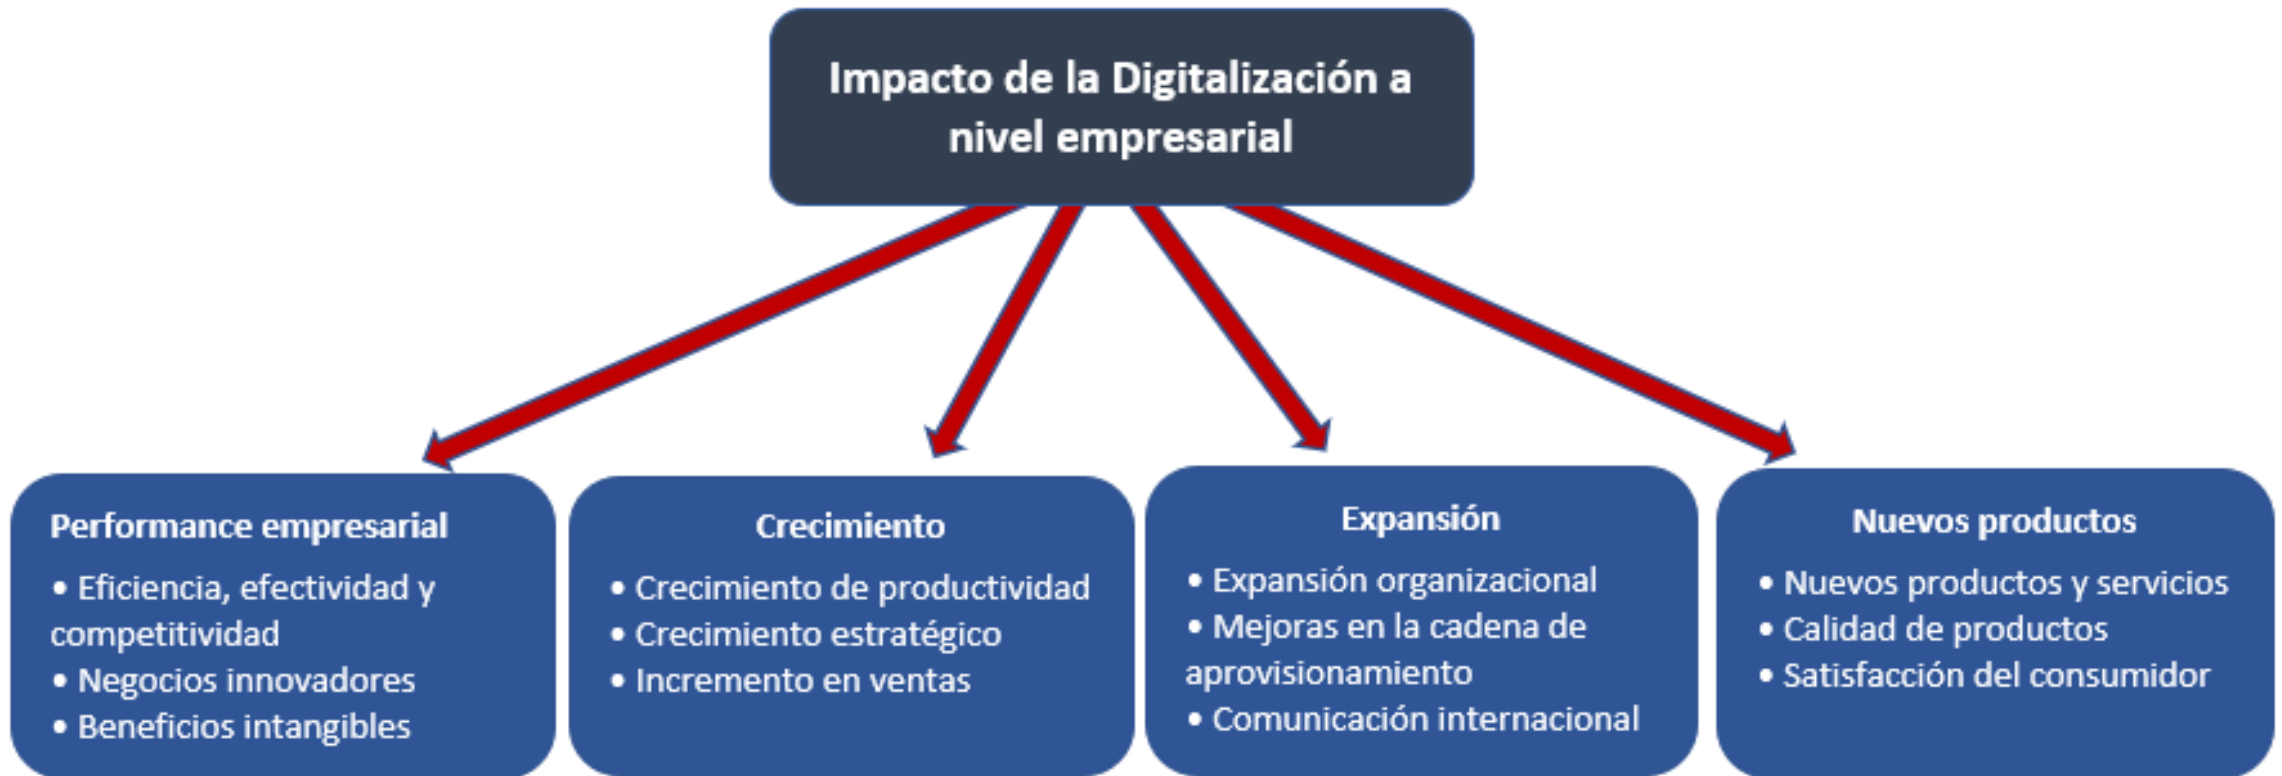 Impacto de la Digitalización a
nivel empresarial
Performance empresarial
• Eficiencia, efectividad y
competitividad
• Negocios innovadores
• Beneficios intangibles
Crecimiento
• Crecimiento de productividad
• Crecimiento estratégico
• Incremento en ventas
Expansión
• Expansión organizacional
• Mejoras en la cadena de
aprovisionamiento
• Comunicación internacional
Nuevos productos
• Nuevos productos y servicios
• Calidad de productos
• Satisfacción del consumidor